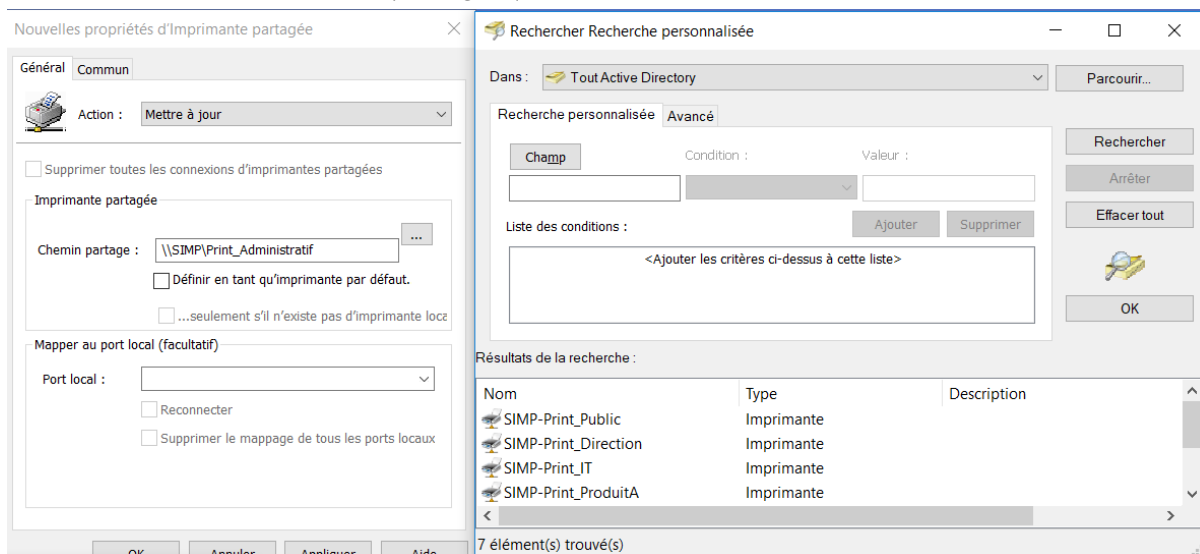 Nouvelles propriétés d'Imprimante partagée
Général Commun
Action : Mettre à jour
Supprimer toutes les connexions d'imprimantes partagées
Imprimante partagée
Chemin partage : \\SIMP\Print_Administratif ...
Définir en tant qu'imprimante par défaut.
...seulement s'il n'existe pas d'imprimante loca
Mapper au port local (facultatif)
Port local :
Reconnecter
Supprimer le mappage de tous les ports locaux
OK Annuler Appliquer Aide
Rechercher Recherche personnalisée
Dans : Tout Active Directory Parcourir...
Recherche personnalisée Avancé
Rechercher
Champ Condition : Valeur :
Arrêter
Effacer tout
Liste des conditions : Ajouter Supprimer
<Ajouter les critères ci-dessus à cette liste>
OK
Résultats de la recherche :
Nom Type Description
SIMP-Print_Public Imprimante
SIMP-Print_Direction Imprimante
SIMP-Print_IT Imprimante
SIMP-Print_ProduitA Imprimante
7 élément(s) trouvé(s)